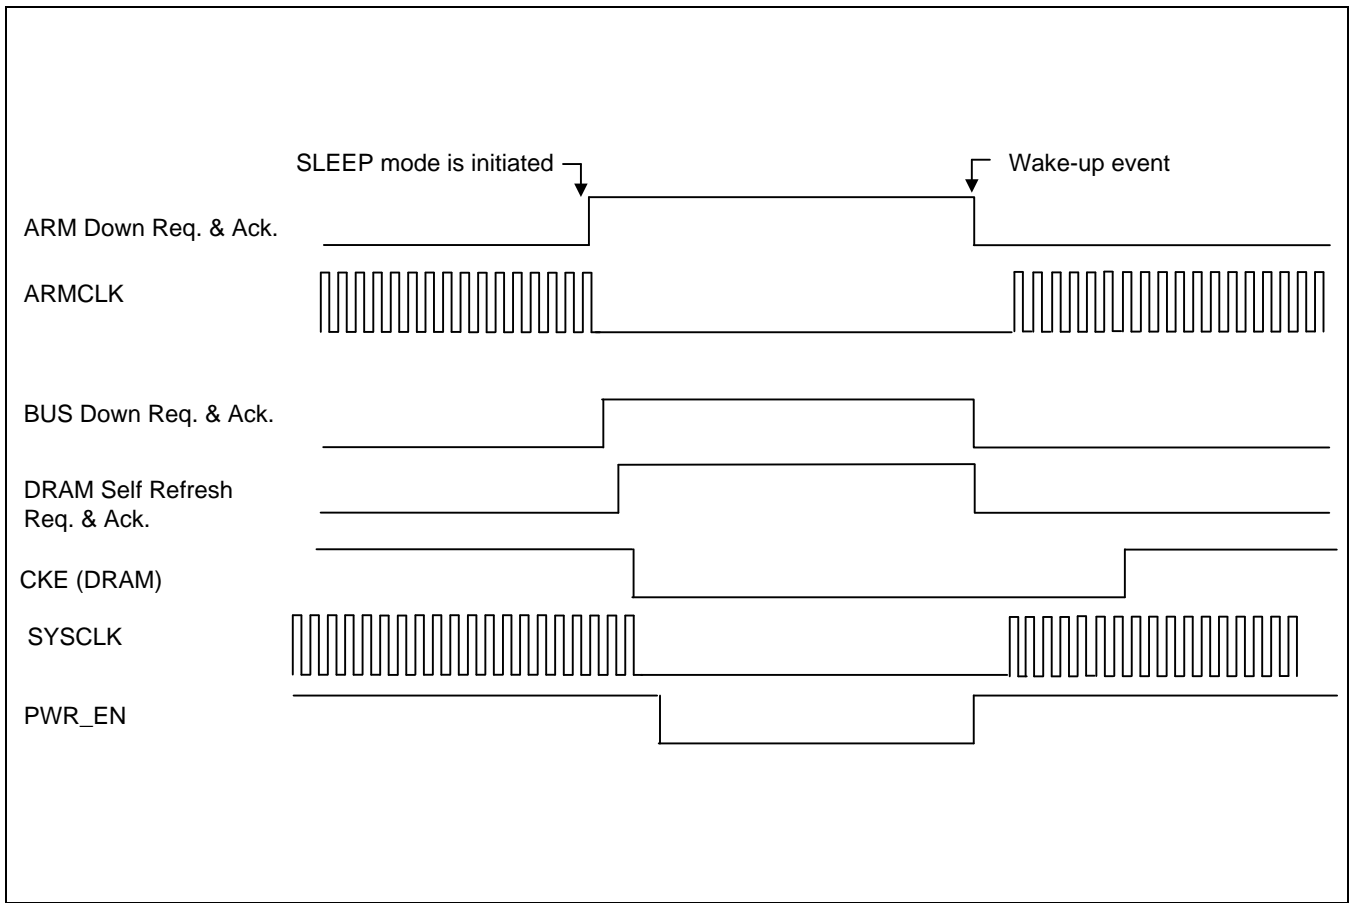 SLEEP mode is initiated
Wake-up event
ARM Down Req. & Ack.
ARMCLK
BUS Down Req. & Ack.
DRAM Self Refresh
Req. & Ack.
CKE (DRAM)
SYSCLK
PWR_EN